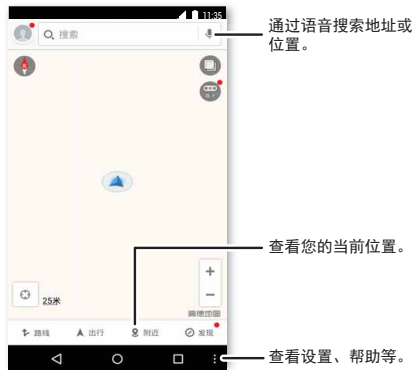 11:35
搜索
通过语音搜索地址或
位置。
查看您的当前位置。
25米
高德地图
路线 出行 附近 发现
查看设置、帮助等。